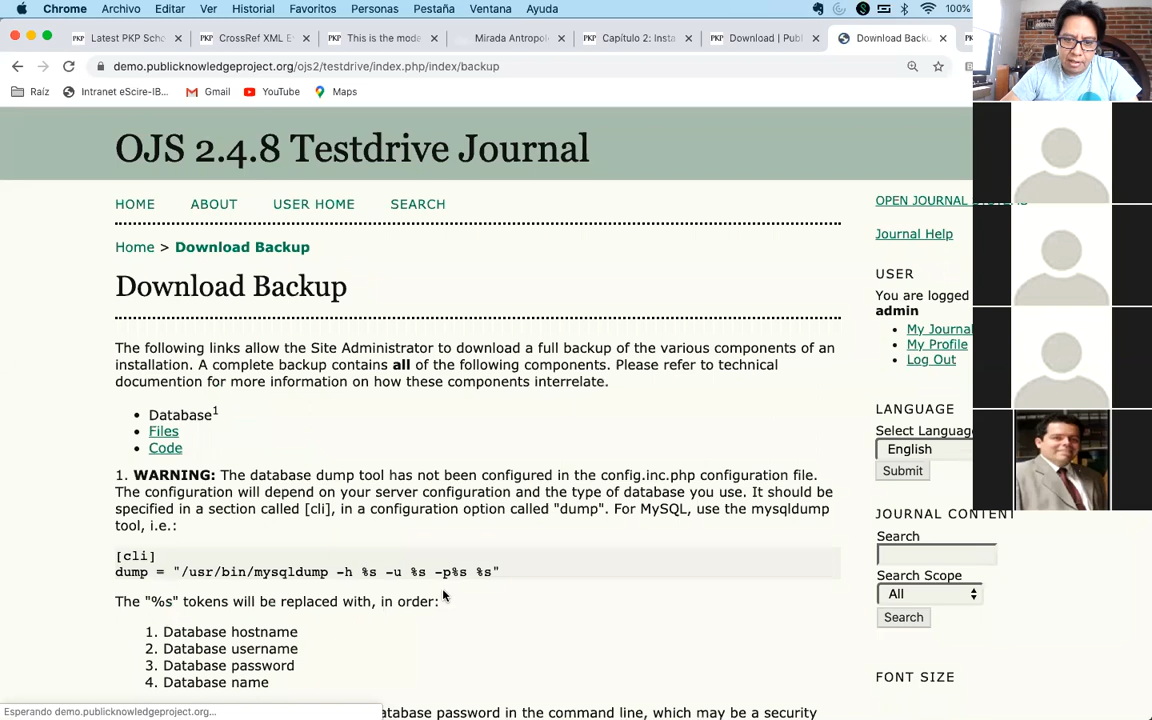 Chrome Archivo Editar Ver Historial Favoritos Personas Pestaña Ventana Ayuda 100%
Latest PKP Scho
CrossRef XML E
This is the mode
Mirada Antropol
Capítulo 2: Insta
Download | Publ
Download Backu
demo.publicknowledgeproject.org/ojs2/testdrive/index.php/index/backup
Raíz Intranet eScire-IB... Gmail YouTube Maps
OJS 2.4.8 Testdrive Journal
HOME ABOUT USER HOME SEARCH
Home > Download Backup
Download Backup
The following links allow the Site Administrator to download a full backup of the various components of an
installation. A complete backup contains all of the following components. Please refer to technical
documention for more information on how these components interrelate.
• Database1
• Files
• Code
1. WARNING: The database dump tool has not been configured in the config.inc.php configuration file.
The configuration will depend on your server configuration and the type of database you use. It should be
specified in a section called [cli], in a configuration option called "dump". For MySQL, use the mysqldump
tool, i.e.:
[cli]
dump = "/usr/bin/mysqldump -h %s -u %s -p%s %s"
The "%s" tokens will be replaced with, in order:
1. Database hostname
2. Database username
3. Database password
4. Database name
atabase password in the command line, which may be a security
Esperando demo.publicknowledgeproject.org...
OPEN JOURNAL
Journal Help
USER
You are logged
admin
• My Journal
• My Profile
• Log Out
LANGUAGE
Select Language
English
Submit
JOURNAL CONTENT
Search
Search Scope
All
Search
FONT SIZE